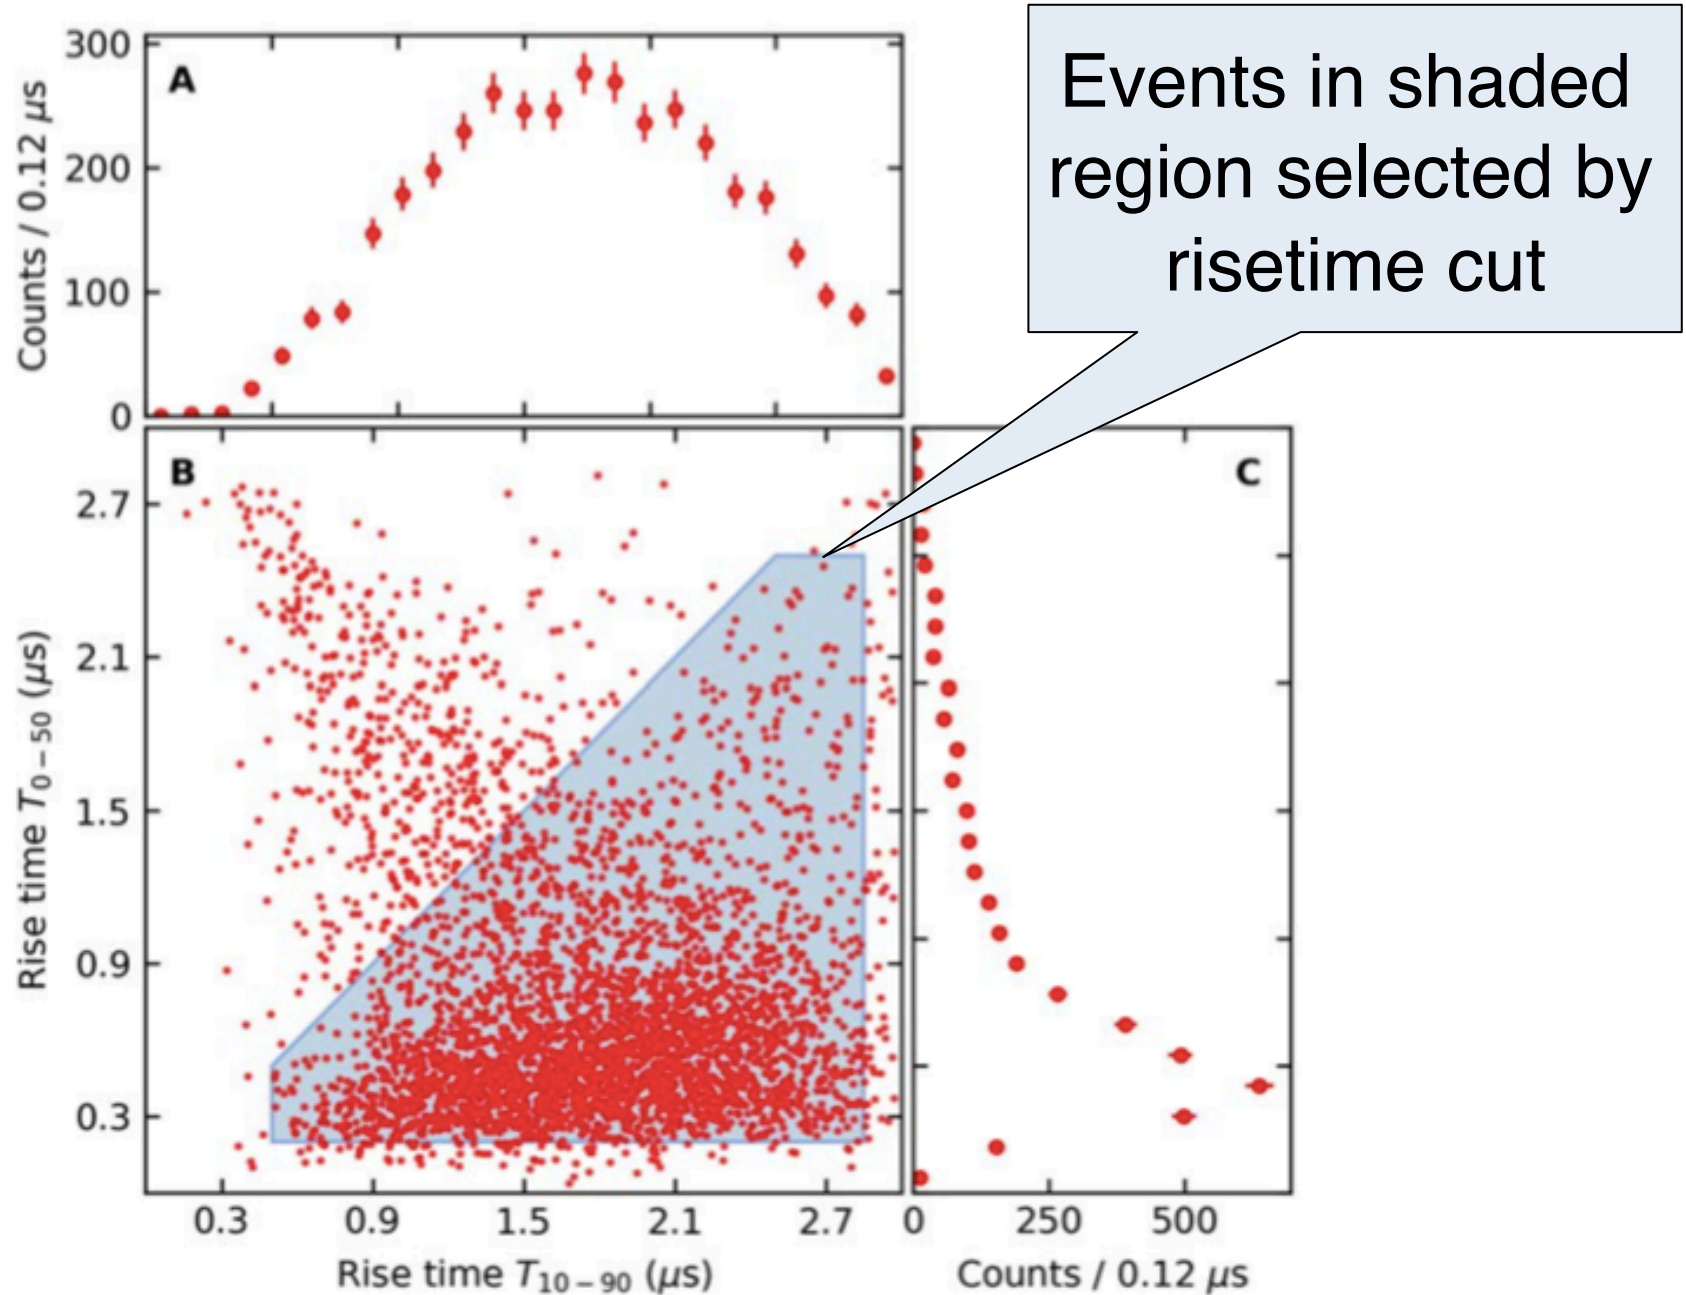 Events in shaded
region selected by
risetime cut
A
300
200
100
0
Counts / 0.12 μs
B
2.7
2.1
1.5
0.9
0.3
Rise time T₀₋₅₀ (μs)
0.3 0.9 1.5 2.1 2.7
Rise time T₁₀₋₉₀ (μs)
C
0 250 500
Counts / 0.12 μs